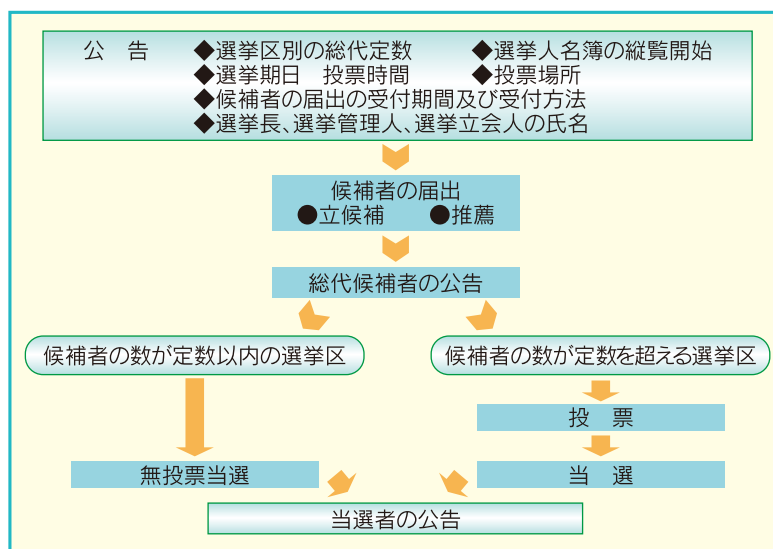 公　告　◆選挙区別の総代定数　◆選挙人名簿の縦覧開始
◆選挙期日　投票時間　◆投票場所
◆候補者の届出の受付期間及び受付方法
◆選挙長、選挙管理人、選挙立会人の氏名
候補者の届出
●立候補　●推薦
総代候補者の公告
候補者の数が定数以内の選挙区
候補者の数が定数を超える選挙区
投　票
無投票当選
当　選
当選者の公告